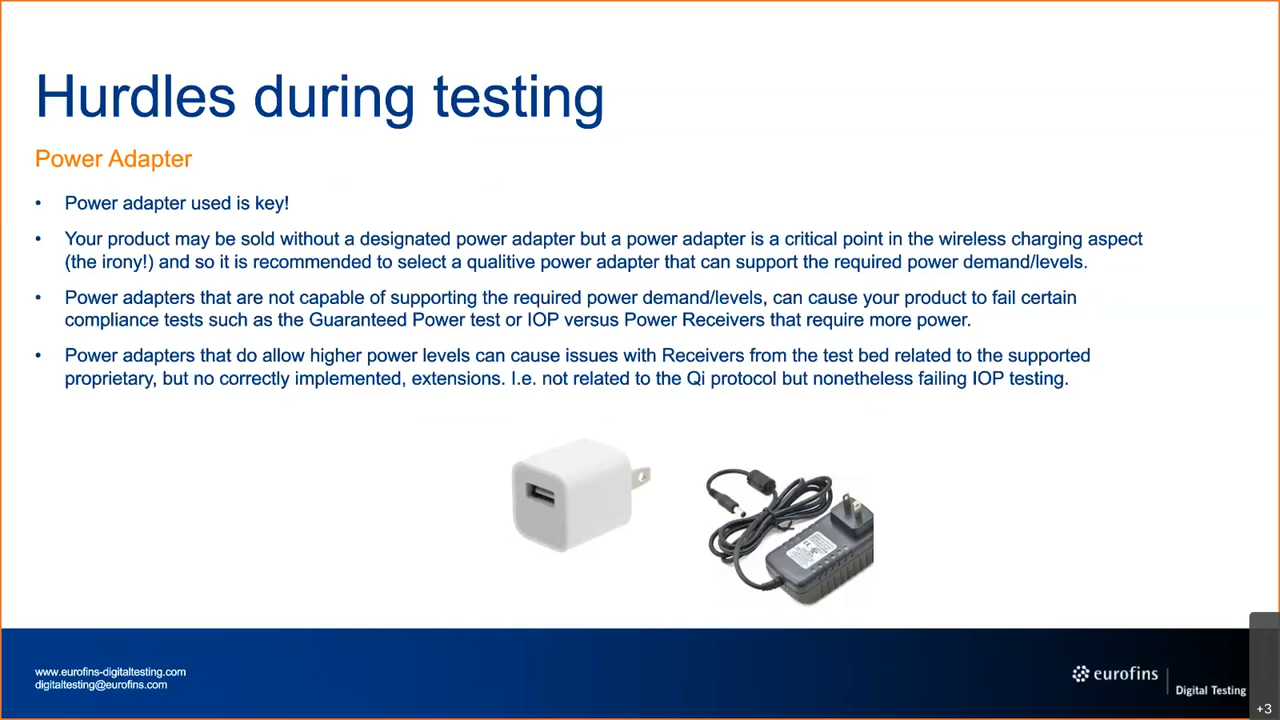 Hurdles during testing
Power Adapter
• Power adapter used is key!
• Your product may be sold without a designated power adapter but a power adapter is a critical point in the wireless charging aspect
(the irony!) and so it is recommended to select a qualitive power adapter that can support the required power demand/levels.
• Power adapters that are not capable of supporting the required power demand/levels, can cause your product to fail certain
compliance tests such as the Guaranteed Power test or IOP versus Power Receivers that require more power.
• Power adapters that do allow higher power levels can cause issues with Receivers from the test bed related to the supported
proprietary, but no correctly implemented, extensions. I.e. not related to the Qi protocol but nonetheless failing IOP testing.
www.eurofins-digitaltesting.com
digitaltesting@eurofins.com
eurofins
Digital Testing
+3